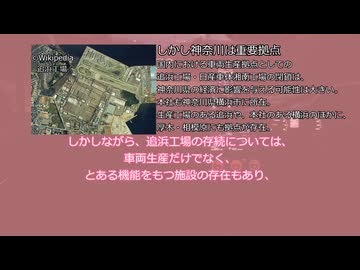 ©Wikipedia
追浜工場
しかし神奈川は重要拠点
国内における車両生産拠点としての
追浜工場・日産車体湘南工場の閉鎖は、
神奈川県の経済に影響を与える可能性は大きい。
本社も神奈川県横浜市に所在。
生産工場のある追浜や、本社のある横浜のほかに、
厚木・相模原にも拠点が存在。
しかしながら、追浜工場の存続については、
車両生産だけでなく、
とある機能をもつ施設の存在もあり、